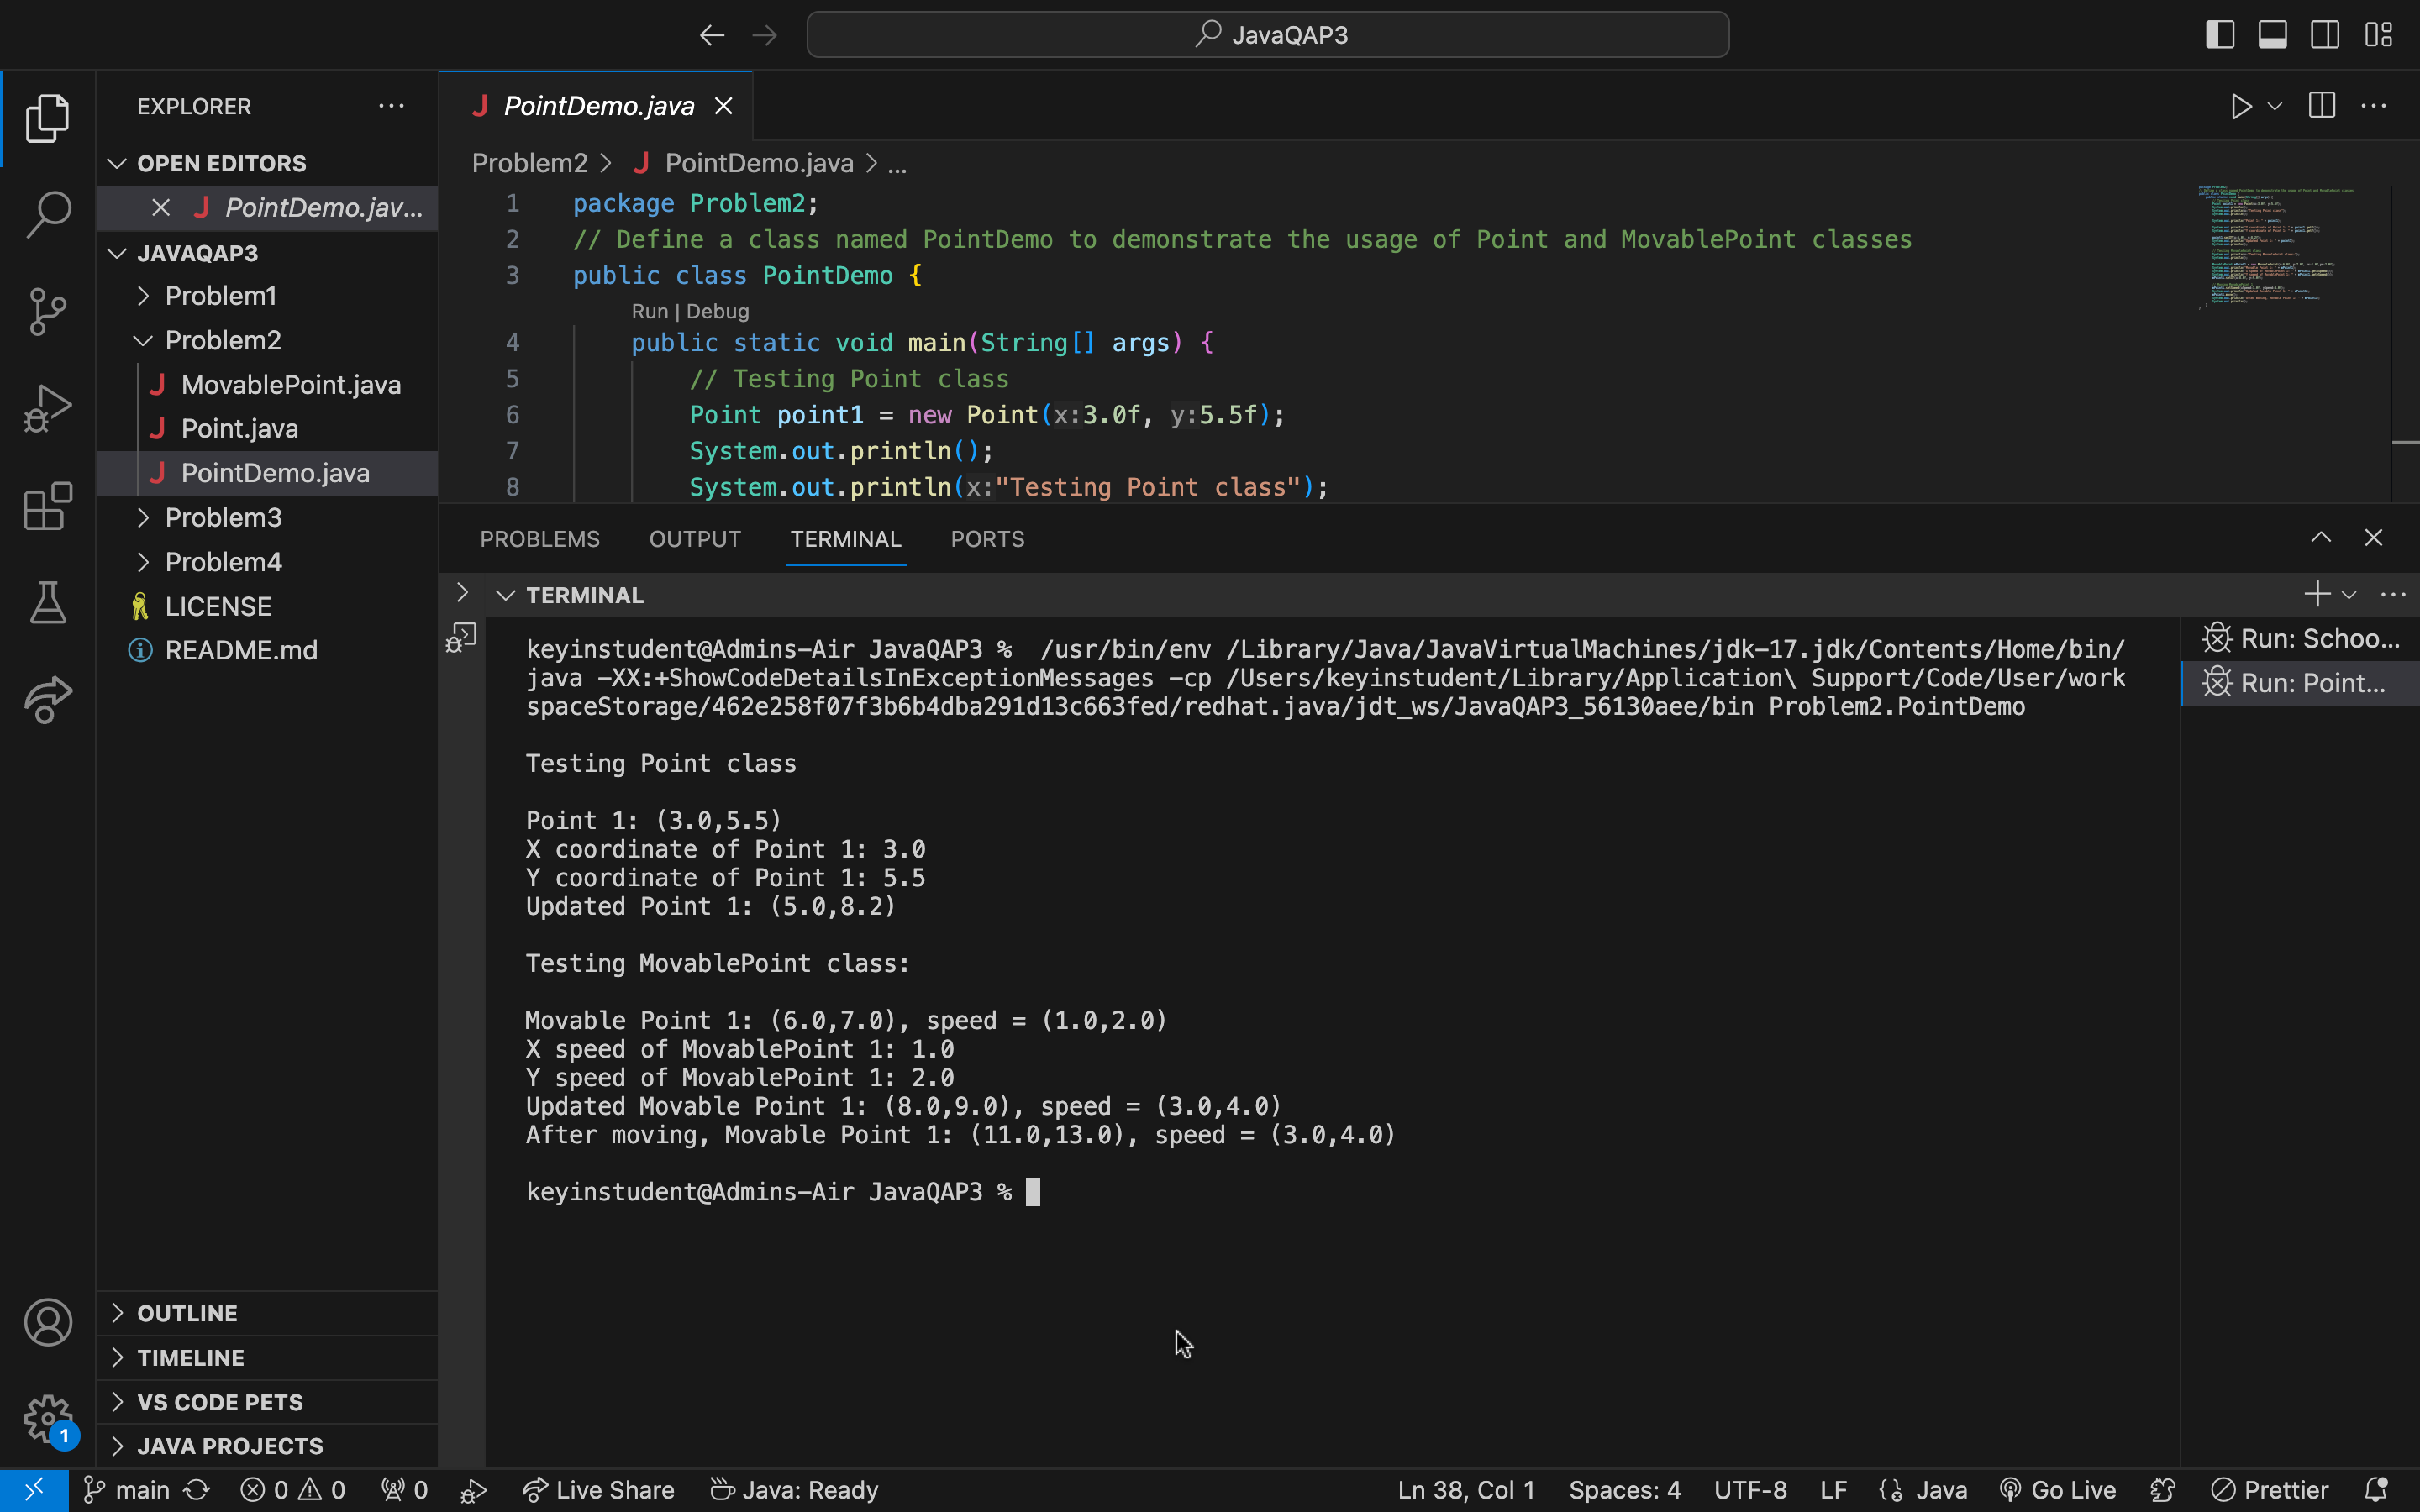 JavaQAP3
EXPLORER
OPEN EDITORS
PointDemo.jav...
JAVAQAP3
Problem1
Problem2
MovablePoint.java
Point.java
PointDemo.java
Problem3
Problem4
LICENSE
README.md
OUTLINE
TIMELINE
VS CODE PETS
JAVA PROJECTS
PointDemo.java
Problem2 > PointDemo.java > ...
1 package Problem2;
2 // Define a class named PointDemo to demonstrate the usage of Point and MovablePoint classes
3 public class PointDemo {
Run | Debug
4 public static void main(String[] args) {
5 // Testing Point class
6 Point point1 = new Point(x:3.0f, y:5.5f);
7 System.out.println();
8 System.out.println(x:"Testing Point class");
PROBLEMS OUTPUT TERMINAL PORTS
TERMINAL
keyinstudent@Admins-Air JavaQAP3 %  /usr/bin/env /Library/Java/JavaVirtualMachines/jdk-17.jdk/Contents/Home/bin/
java -XX:+ShowCodeDetailsInExceptionMessages -cp /Users/keyinstudent/Library/Application\ Support/Code/User/work
spaceStorage/462e258f07f3b6b4dba291d13c663fed/redhat.java/jdt_ws/JavaQAP3_56130aee/bin Problem2.PointDemo
Testing Point class
Point 1: (3.0,5.5)
X coordinate of Point 1: 3.0
Y coordinate of Point 1: 5.5
Updated Point 1: (5.0,8.2)
Testing MovablePoint class:
Movable Point 1: (6.0,7.0), speed = (1.0,2.0)
X speed of MovablePoint 1: 1.0
Y speed of MovablePoint 1: 2.0
Updated Movable Point 1: (8.0,9.0), speed = (3.0,4.0)
After moving, Movable Point 1: (11.0,13.0), speed = (3.0,4.0)
keyinstudent@Admins-Air JavaQAP3 %
Run: Schoo...
Run: Point...
1
main 0 0 0 Live Share Java: Ready Ln 38, Col 1 Spaces: 4 UTF-8 LF Java Go Live Prettier